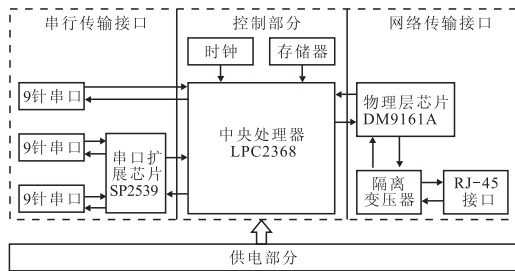 串行传输接口
控制部分
网络传输接口
时钟
存储器
9针串口
9针串口
9针串口
串口扩
展芯片
SP2539
中央处理器
LPC2368
物理层芯片
DM9161A
隔离
变压器
RJ-45
接口
供电部分